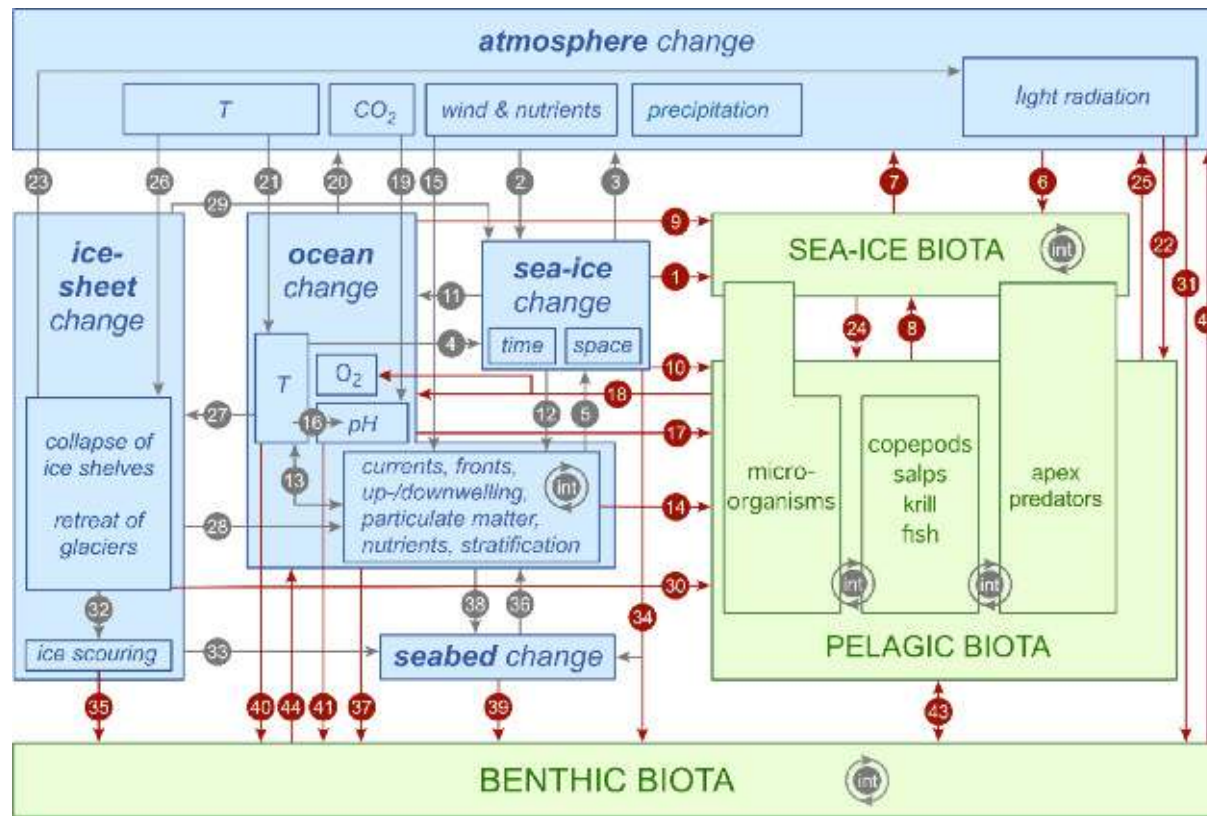 atmosphere change
T
CO2
wind & nutrients
precipitation
light radiation
23
26
21
20
19
15
2
3
7
6
25
22
31
29
9
1
ice-
sheet
change
ocean
change
sea-ice
change
time
space
SEA-ICE BIOTA
int
11
4
24
8
10
18
T
O2
16
pH
12
5
27
17
collapse of
ice shelves
retreat of
glaciers
13
28
currents, fronts,
up-/downwelling,
particulate matter,
nutrients, stratification
int
14
micro-
organisms
copepods
salps
krill
fish
apex
predators
int
int
30
32
38
36
34
ice scouring
33
seabed change
PELAGIC BIOTA
35
40
44
41
37
39
43
BENTHIC BIOTA
int